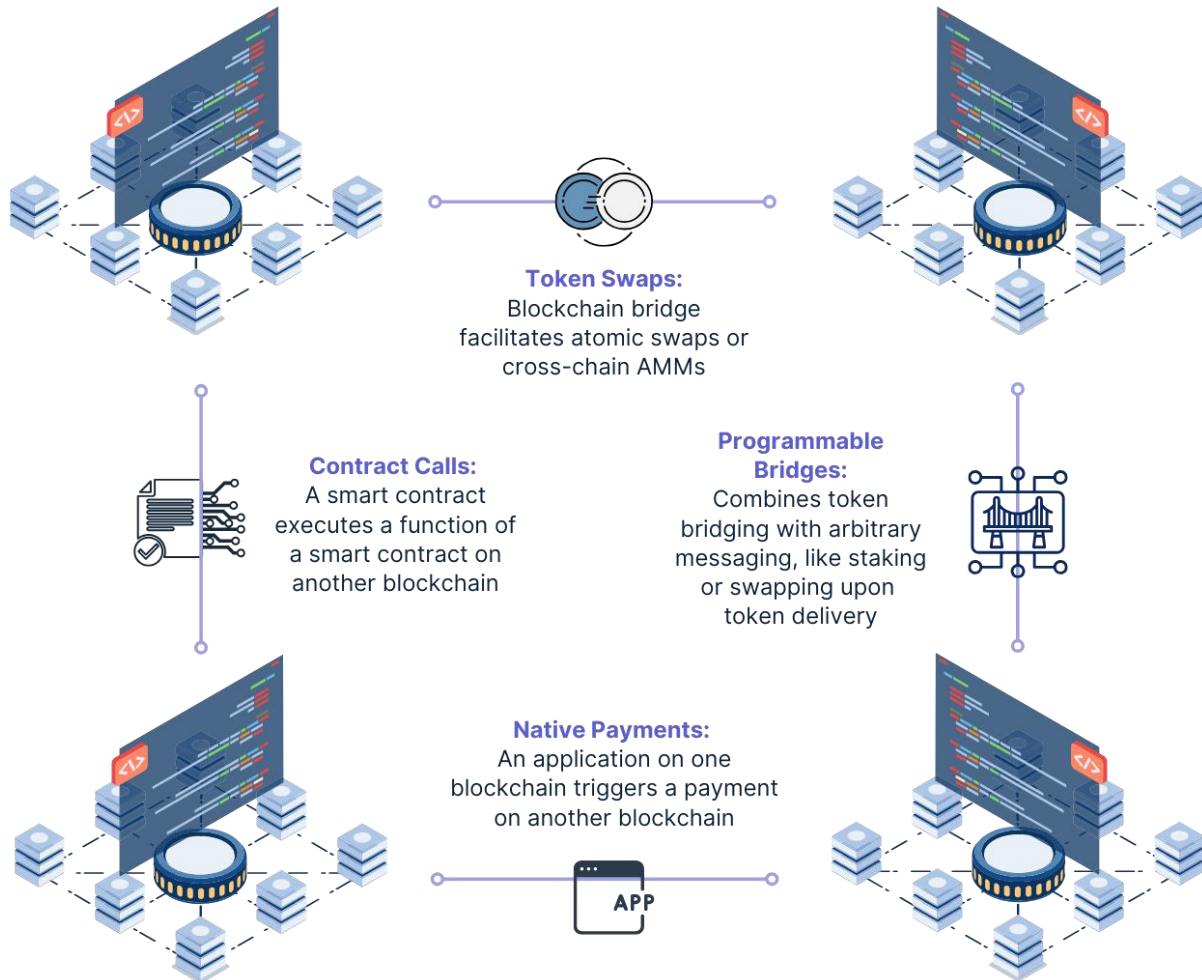 </>
</>
Token Swaps:
Blockchain bridge
facilitates atomic swaps or
cross-chain AMMs
Contract Calls:
A smart contract
executes a function of
a smart contract on
another blockchain
Programmable
Bridges:
Combines token
bridging with arbitrary
messaging, like staking
or swapping upon
token delivery
</>
</>
Native Payments:
An application on one
blockchain triggers a payment
on another blockchain
APP